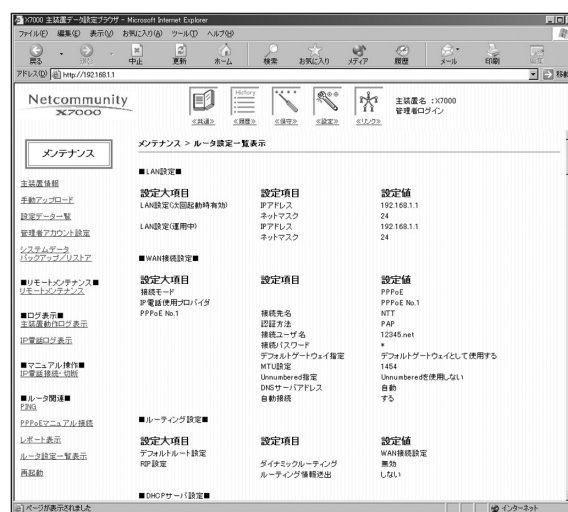 X7000 主装置データ設定ブラウザ - Microsoft Internet Explorer
ファイル(F) 編集(E) 表示(V) お気に入り(A) ツール(T) ヘルプ(H)
戻る 中止 更新 ホーム 検索 お気に入り メディア 履歴 メール 印刷 編集
アドレス(D) http://192.168.1.1 移動
Netcommunity
X7000
History
≪共通≫ ≪履歴≫ ≪保守≫ ≪設定≫ ≪リンク≫
主装置名 :X7000
管理者ログイン
メンテナンス
主装置情報
手動アップロード
設定データ一覧
管理者アカウント設定
システムデータ
バックアップ/リストア
■リモートメンテナンス■
リモートメンテナンス
■ログ表示■
主装置動作ログ表示
IP電話ログ表示
■マニュアル操作■
IP電話接続・切断
■ルータ関連■
PING
PPPoEマニュアル接続
レポート表示
ルータ設定一覧表示
再起動
メンテナンス > ルータ設定一覧表示
■LAN設定■
設定大項目 設定項目 設定値
LAN設定(次回起動時有効) IPアドレス 192.168.1.1
ネットマスク 24
LAN設定(運用中) IPアドレス 192.168.1.1
ネットマスク 24
■WAN接続設定■
設定大項目 設定項目 設定値
接続モード PPPoE
IP電話使用プロバイダ PPPoE No.1
PPPoE No.1 接続先名 NTT
認証方法 PAP
接続ユーザ名 12345.net
接続パスワード *
デフォルトゲートウェイ指定 デフォルトゲートウェイとして使用する
MTU設定 1454
Unnumbered指定 Unnumberedを使用しない
DNSサーバアドレス 自動
自動接続 する
■ルーティング設定■
設定大項目 設定項目 設定値
デフォルトルート設定 WAN接続設定
RIP設定 ダイナミックルーティング 無効
ルーティング情報送出 しない
■DHCPサーバ設定■
ページが表示されました インターネット